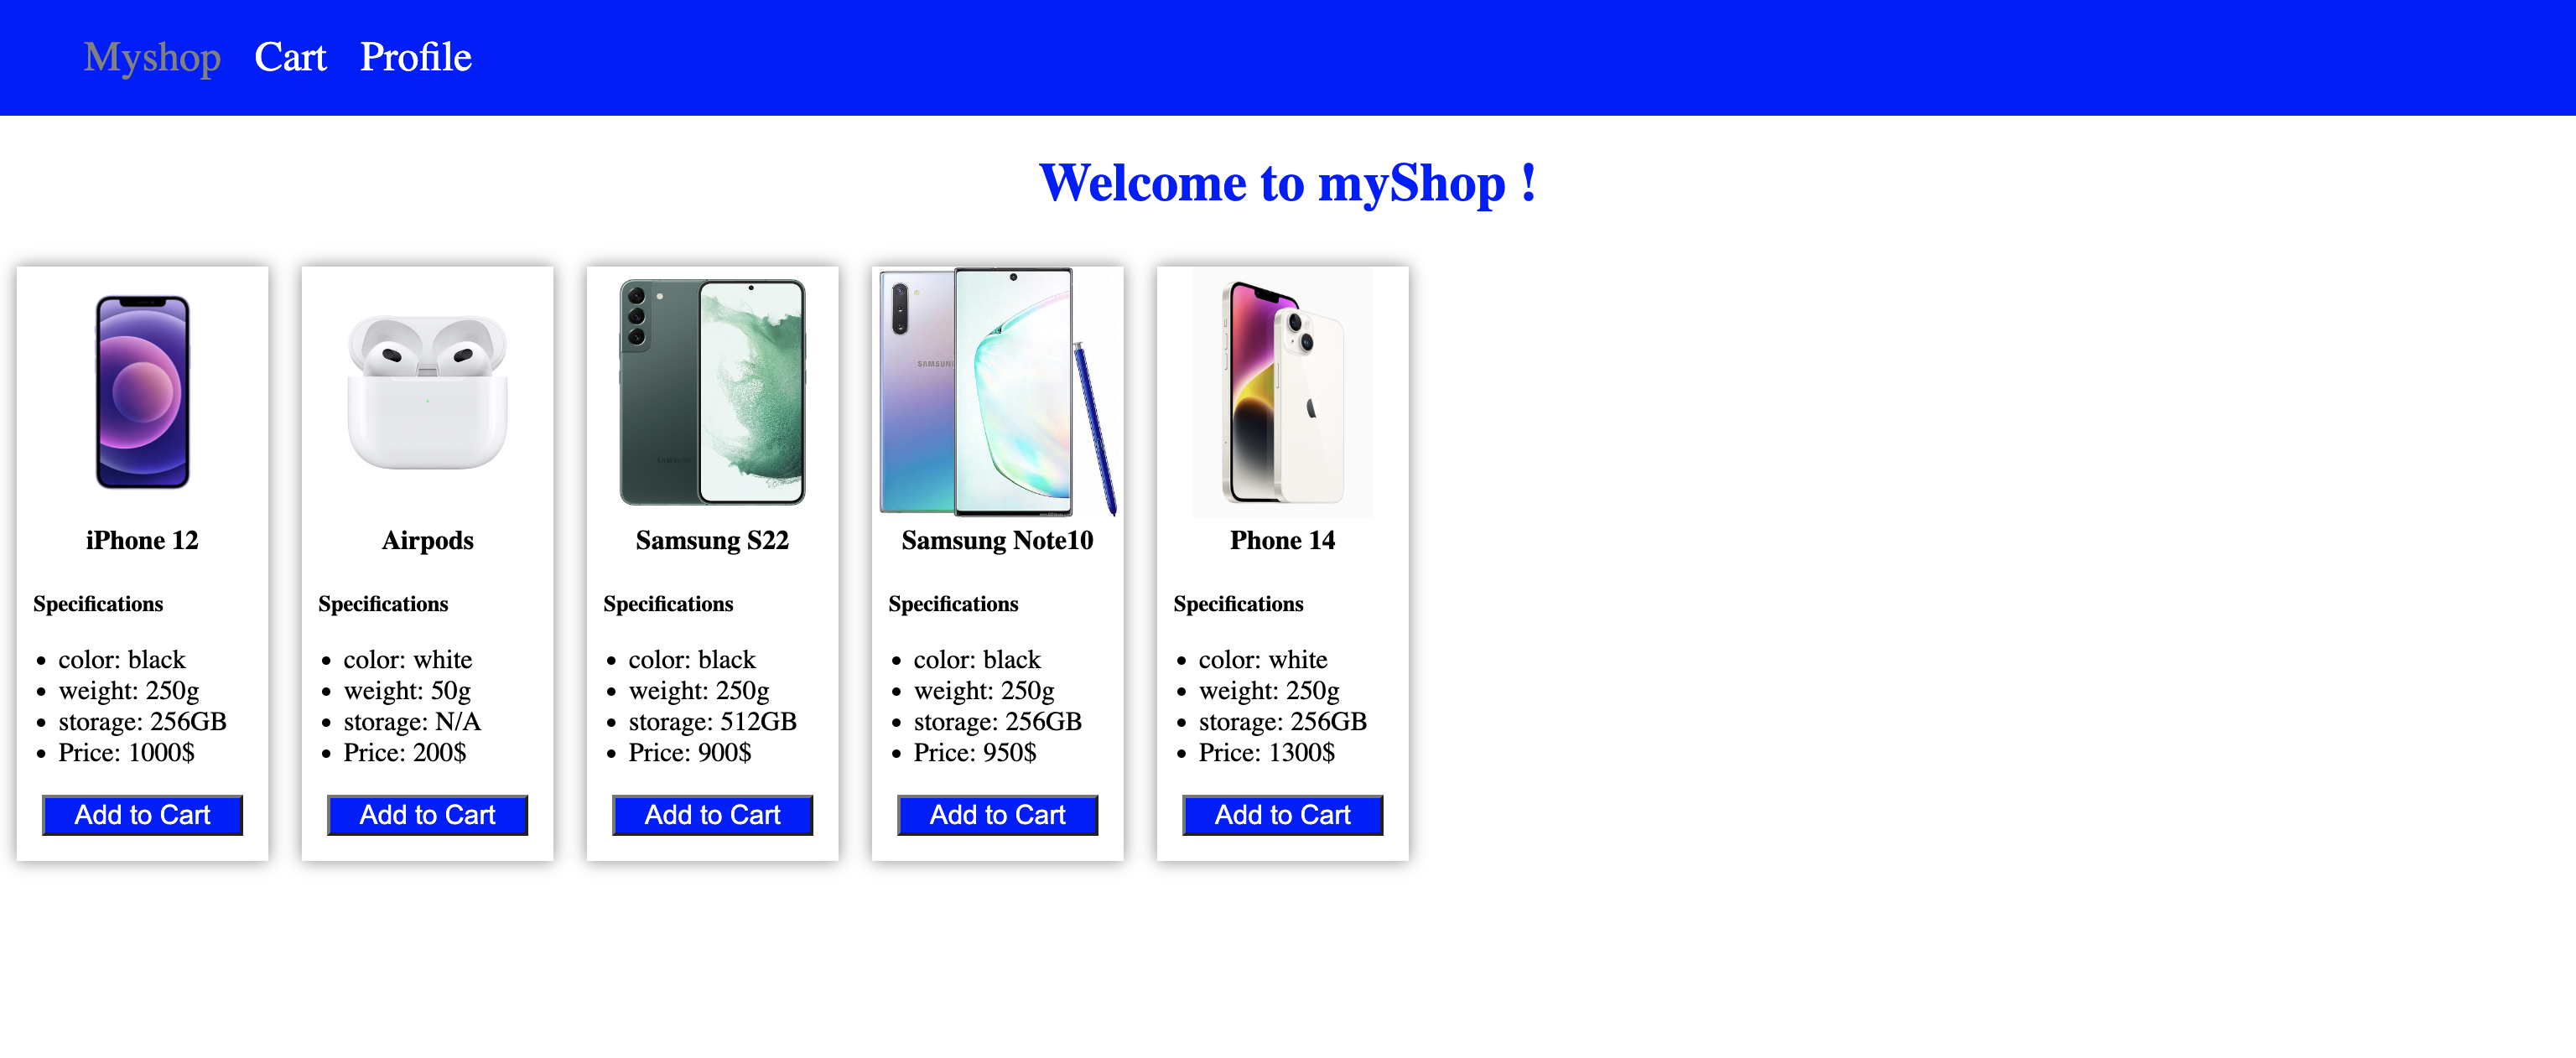 Myshop Cart Profile
Welcome to myShop !
SAMSUNG
iPhone 12
Specifications
color: black
weight: 250g
storage: 256GB
Price: 1000$
Add to Cart
Airpods
Specifications
color: white
weight: 50g
storage: N/A
Price: 200$
Add to Cart
Samsung S22
Specifications
color: black
weight: 250g
storage: 512GB
Price: 900$
Add to Cart
Samsung Note10
Specifications
color: black
weight: 250g
storage: 256GB
Price: 950$
Add to Cart
Phone 14
Specifications
color: white
weight: 250g
storage: 256GB
Price: 1300$
Add to Cart